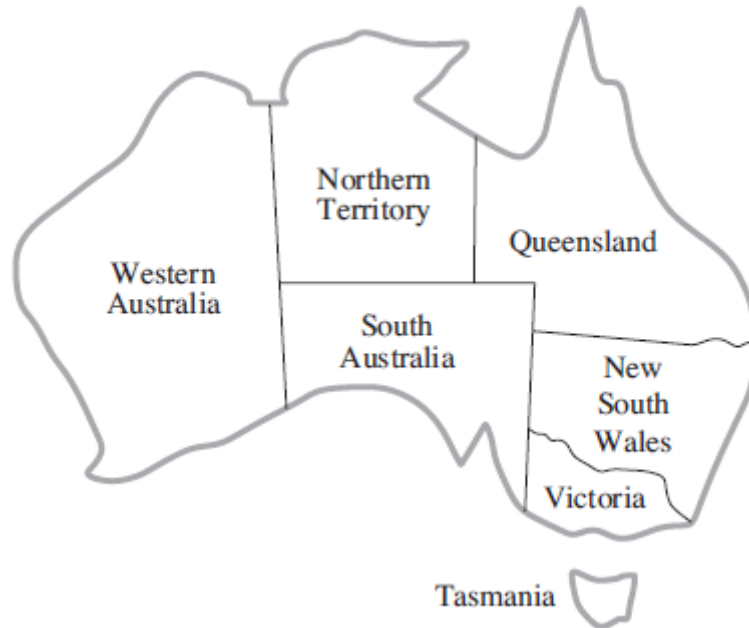 Northern
Territory
Queensland
Western
Australia
South
Australia
New
South
Wales
Victoria
Tasmania